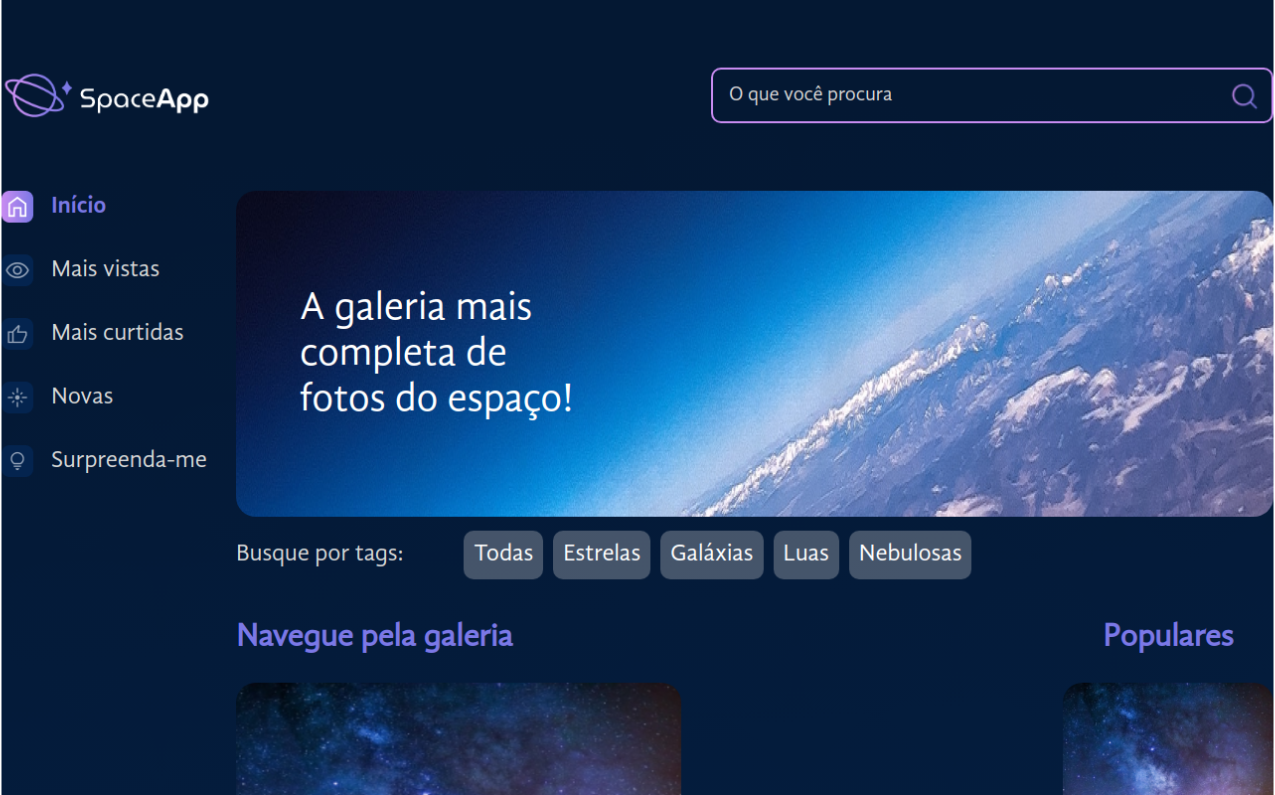 SpaceApp
O que você procura
Início
Mais vistas
Mais curtidas
Novas
Surpreenda-me
A galeria mais
completa de
fotos do espaço!
Busque por tags:
Todas
Estrelas
Galáxias
Luas
Nebulosas
Navegue pela galeria
Populares